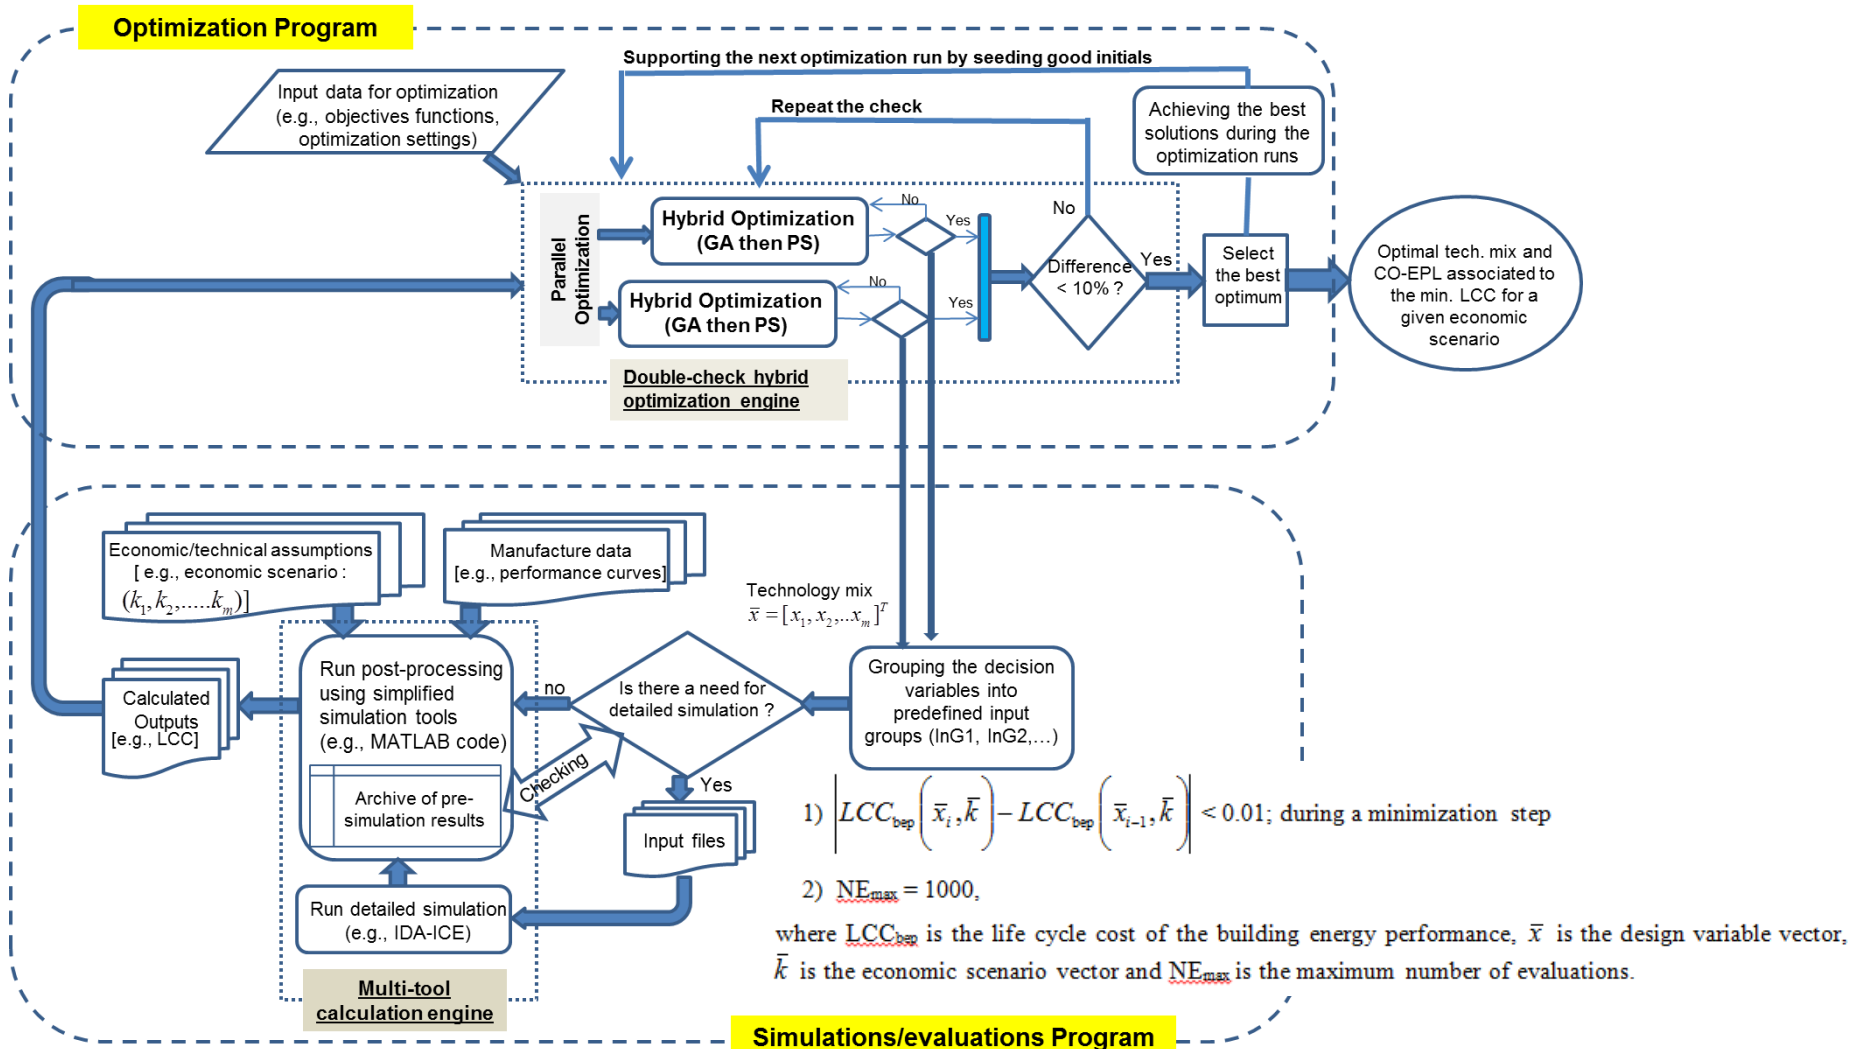 Optimization Program
Supporting the next optimization run by seeding good initials
Input data for optimization
(e.g., objectives functions,
optimization settings)
Repeat the check
Achieving the best
solutions during the
optimization runs
Parallel
Optimization
Hybrid Optimization
(GA then PS)
No
Yes
Hybrid Optimization
(GA then PS)
No
Yes
No
Difference
< 10% ?
Yes
Select
the best
optimum
Optimal tech. mix and
CO-EPL associated to
the min. LCC for a
given economic
scenario
Double-check hybrid
optimization engine
Economic/technical assumptions
[ e.g., economic scenario :
(k₁,k₂,.....kₘ)]
Manufacture data
[e.g., performance curves]
Technology mix
x̄ = [x₁,x₂,..xₘ]ᵀ
Grouping the decision
variables into
predefined input
groups (InG1, InG2,…)
Is there a need for
detailed simulation ?
no
Yes
Run post-processing
using simplified
simulation tools
(e.g., MATLAB code)
Checking
Archive of pre-
simulation results
Calculated
Outputs
[e.g., LCC]
Input files
Run detailed simulation
(e.g., IDA-ICE)
Multi-tool
calculation engine
1) |LCC_bep(x̄ᵢ,k̄) − LCC_bep(x̄ᵢ₋₁,k̄)| < 0.01; during a minimization step
2) NEmax = 1000,
where LCCbep is the life cycle cost of the building energy performance, x̄ is the design variable vector,
k̄ is the economic scenario vector and NEmax is the maximum number of evaluations.
Simulations/evaluations Program